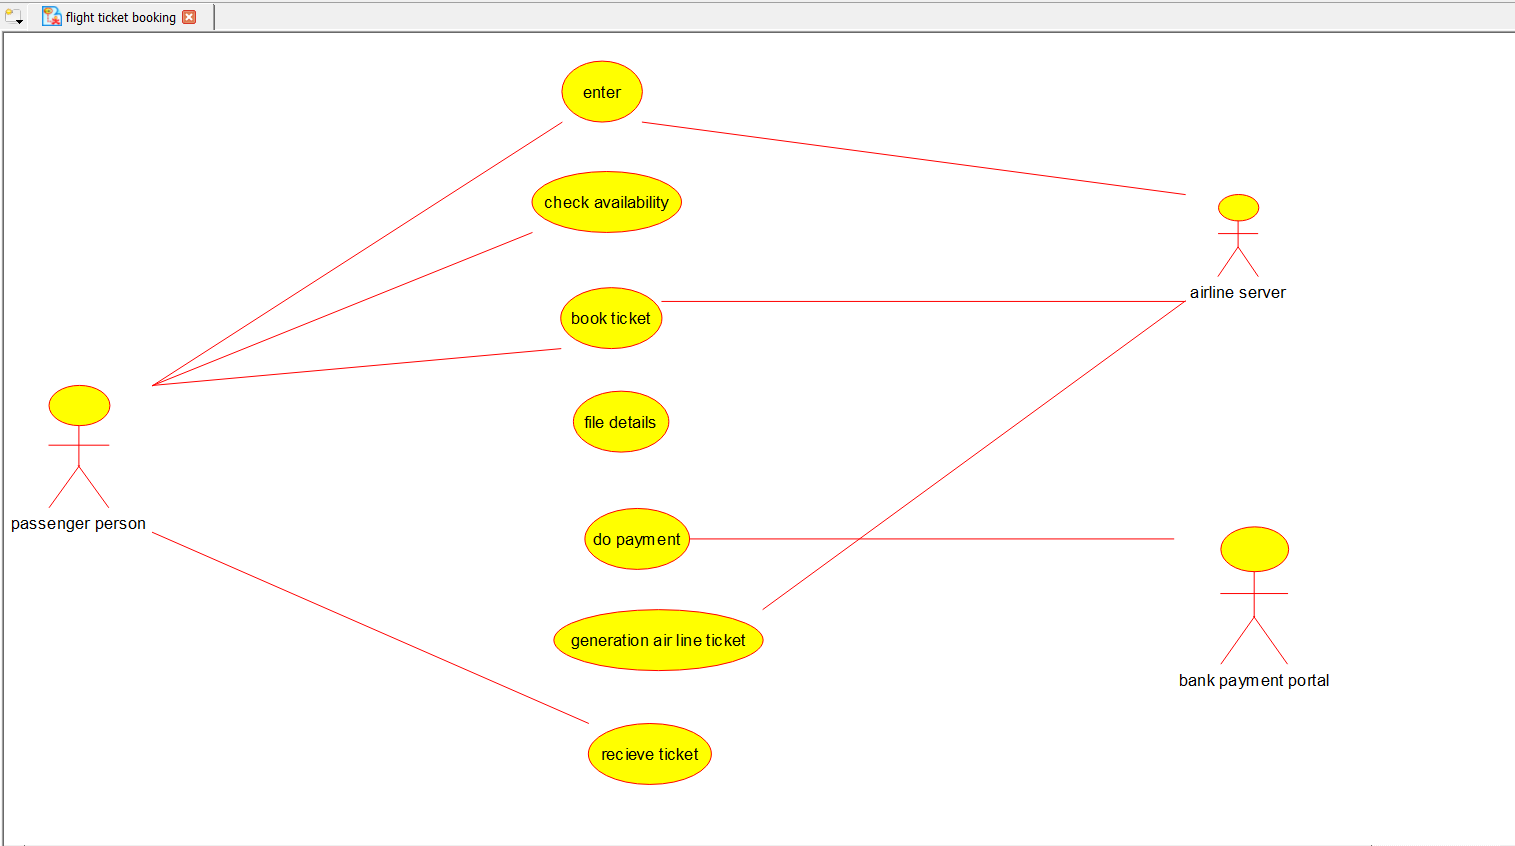 flight ticket booking
enter
check availability
airline server
book ticket
file details
passenger person
do payment
generation air line ticket
bank payment portal
recieve ticket